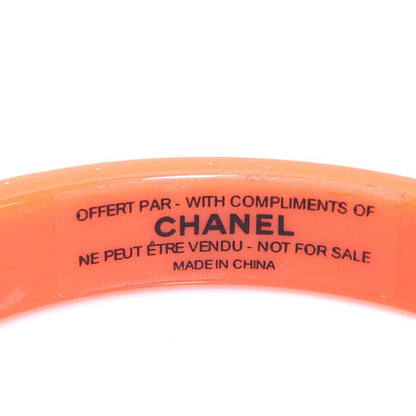 OFFERT PAR - WITH COMPLIMENTS OF
CHANEL
NE PEUT ÊTRE VENDU - NOT FOR SALE
MADE IN CHINA